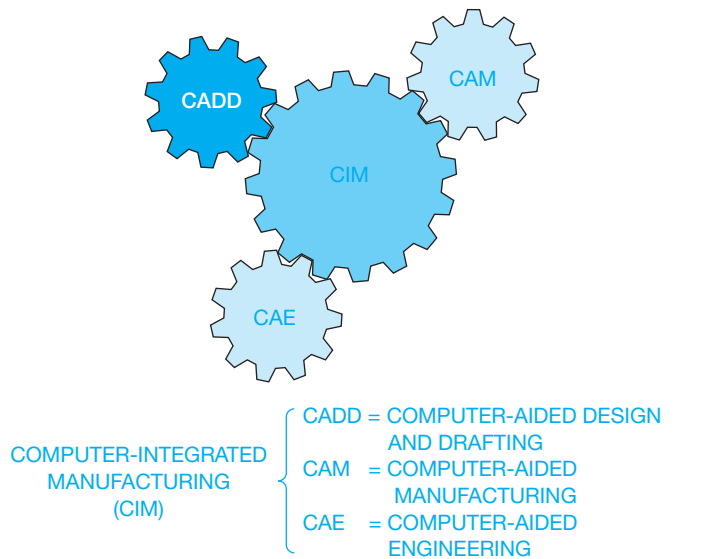 CADD
CAM
CIM
CAE
COMPUTER-INTEGRATED
MANUFACTURING
(CIM)
CADD = COMPUTER-AIDED DESIGN
AND DRAFTING
CAM = COMPUTER-AIDED
MANUFACTURING
CAE = COMPUTER-AIDED
ENGINEERING